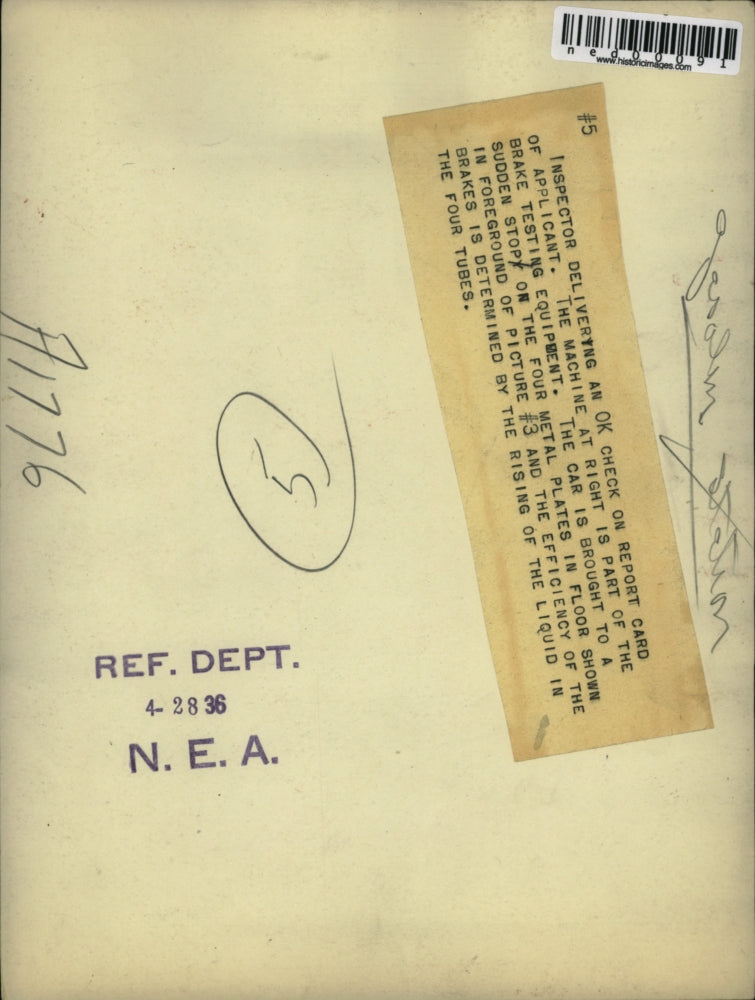 ned00091
www.historicimages.com
#5
INSPECTOR DELIVERYNG AN OK CHECK ON REPORT CARD
OF APPLICANT. THE MACHINE AT RIGHT IS PART OF THE
BRAKE TESTING EQUIPMENT. THE CAR IS BROUGHT TO A
SUDDEN STOP ON THE FOUR METAL PLATES IN FLOOR SHOWN
IN FOREGROUND OF PICTURE #3 AND THE EFFICIENCY OF THE
BRAKES IS DETERMINED BY THE RISING OF THE LIQUID IN
THE FOUR TUBES.
5
A1776
REF. DEPT.
4-28 36
N. E. A.